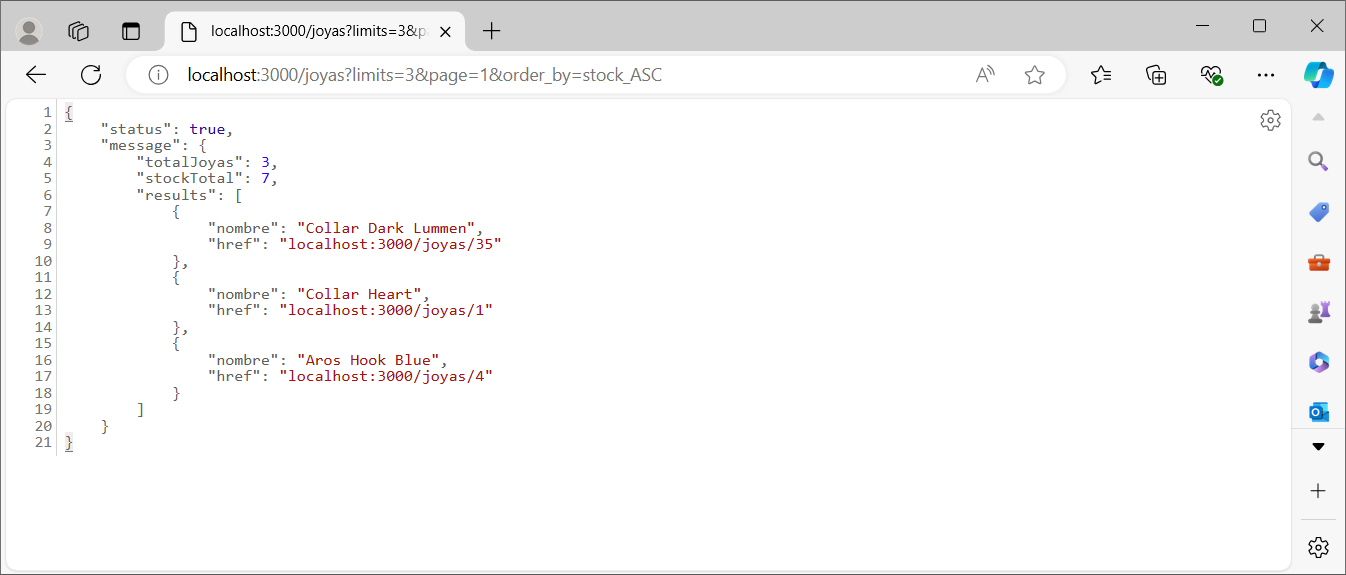 localhost:3000/joyas?limits=3&p
localhost:3000/joyas?limits=3&page=1&order_by=stock_ASC
1 {
2     "status": true,
3     "message": {
4         "totalJoyas": 3,
5         "stockTotal": 7,
6         "results": [
7             {
8                 "nombre": "Collar Dark Lummen",
9                 "href": "localhost:3000/joyas/35"
10             },
11             {
12                 "nombre": "Collar Heart",
13                 "href": "localhost:3000/joyas/1"
14             },
15             {
16                 "nombre": "Aros Hook Blue",
17                 "href": "localhost:3000/joyas/4"
18             }
19         ]
20     }
21 }